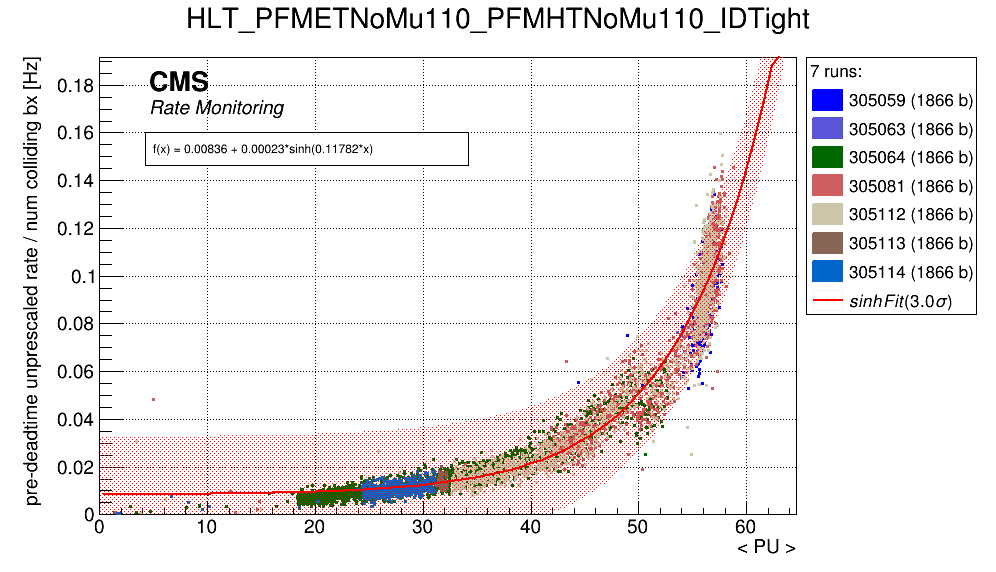 HLT_PFMETNoMu110_PFMHTNoMu110_IDTight
pre-deadtime unprescaled rate / num colliding bx [Hz]
CMS
Rate Monitoring
f(x) = 0.00836 + 0.00023*sinh(0.11782*x)
0.18
0.16
0.14
0.12
0.1
0.08
0.06
0.04
0.02
0
0 10 20 30 40 50 60
< PU >
7 runs:
305059 (1866 b)
305063 (1866 b)
305064 (1866 b)
305081 (1866 b)
305112 (1866 b)
305113 (1866 b)
305114 (1866 b)
sinhFit(3.0σ)